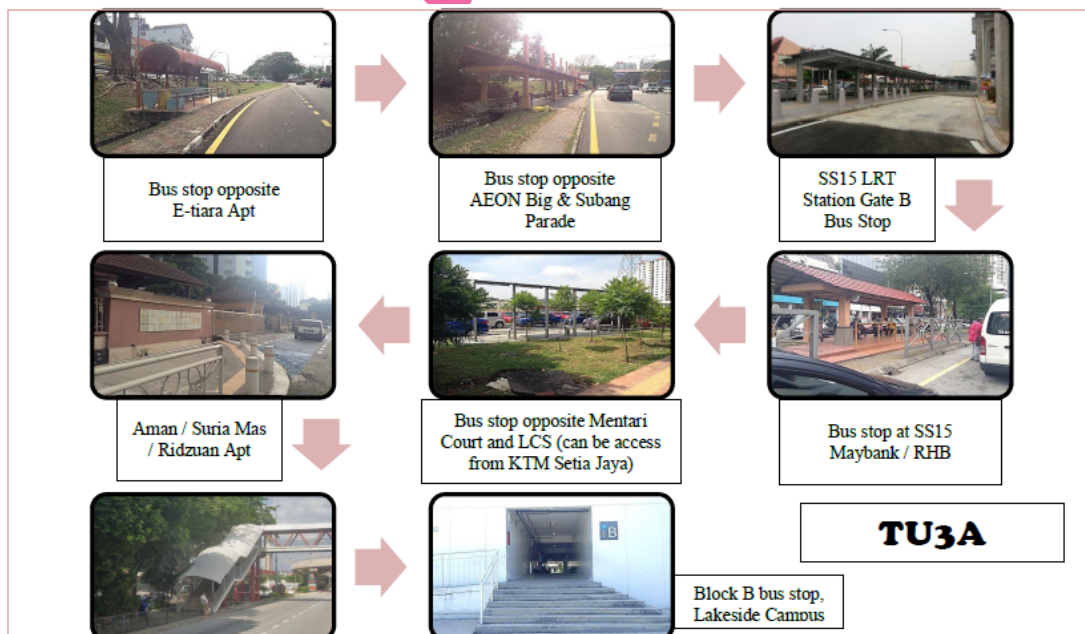 Bus stop opposite
E-tiara Apt
Bus stop opposite
AEON Big & Subang
Parade
SS15 LRT
Station Gate B
Bus Stop
Bus stop at SS15
Maybank / RHB
Bus stop opposite Mentari
Court and LCS (can be access
from KTM Setia Jaya)
Aman / Suria Mas
/ Ridzuan Apt
B
Block B bus stop,
Lakeside Campus
TU3A